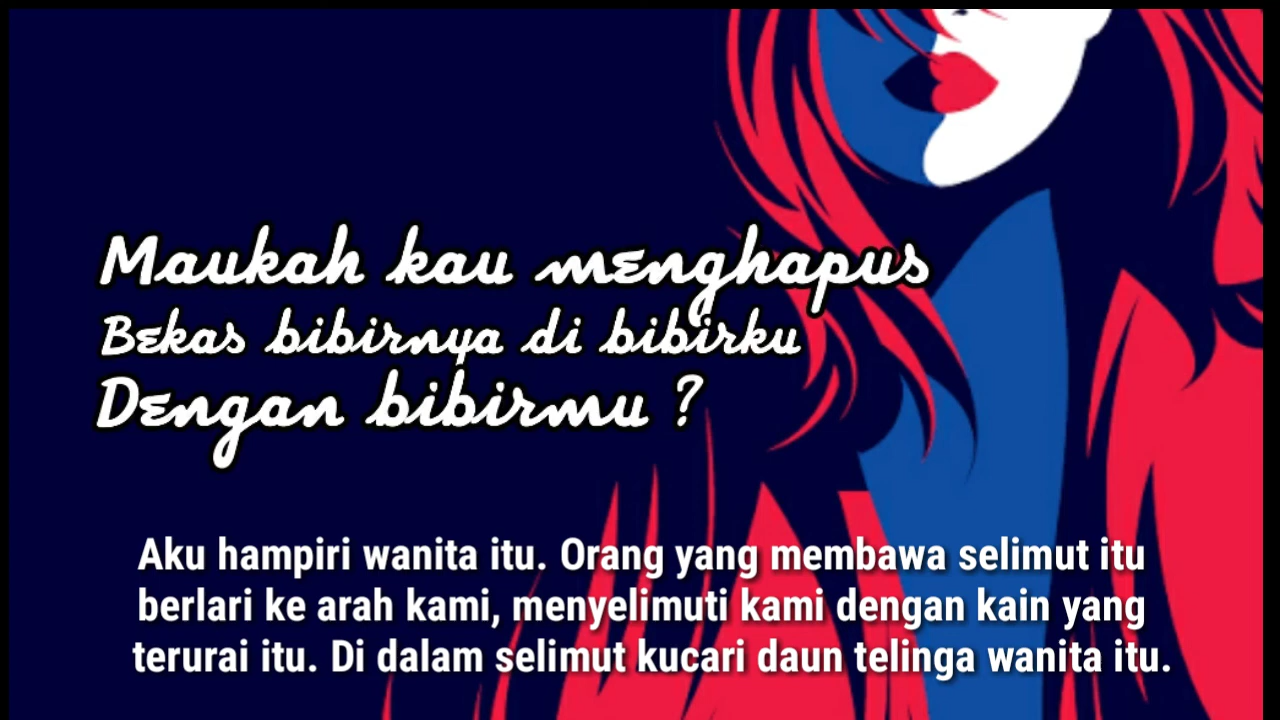 Maukah kau menghapus
Bekas bibirnya di bibirku
Dengan bibirmu ?
Aku hampiri wanita itu. Orang yang membawa selimut itu
berlari ke arah kami, menyelimuti kami dengan kain yang
terurai itu. Di dalam selimut kucari daun telinga wanita itu.